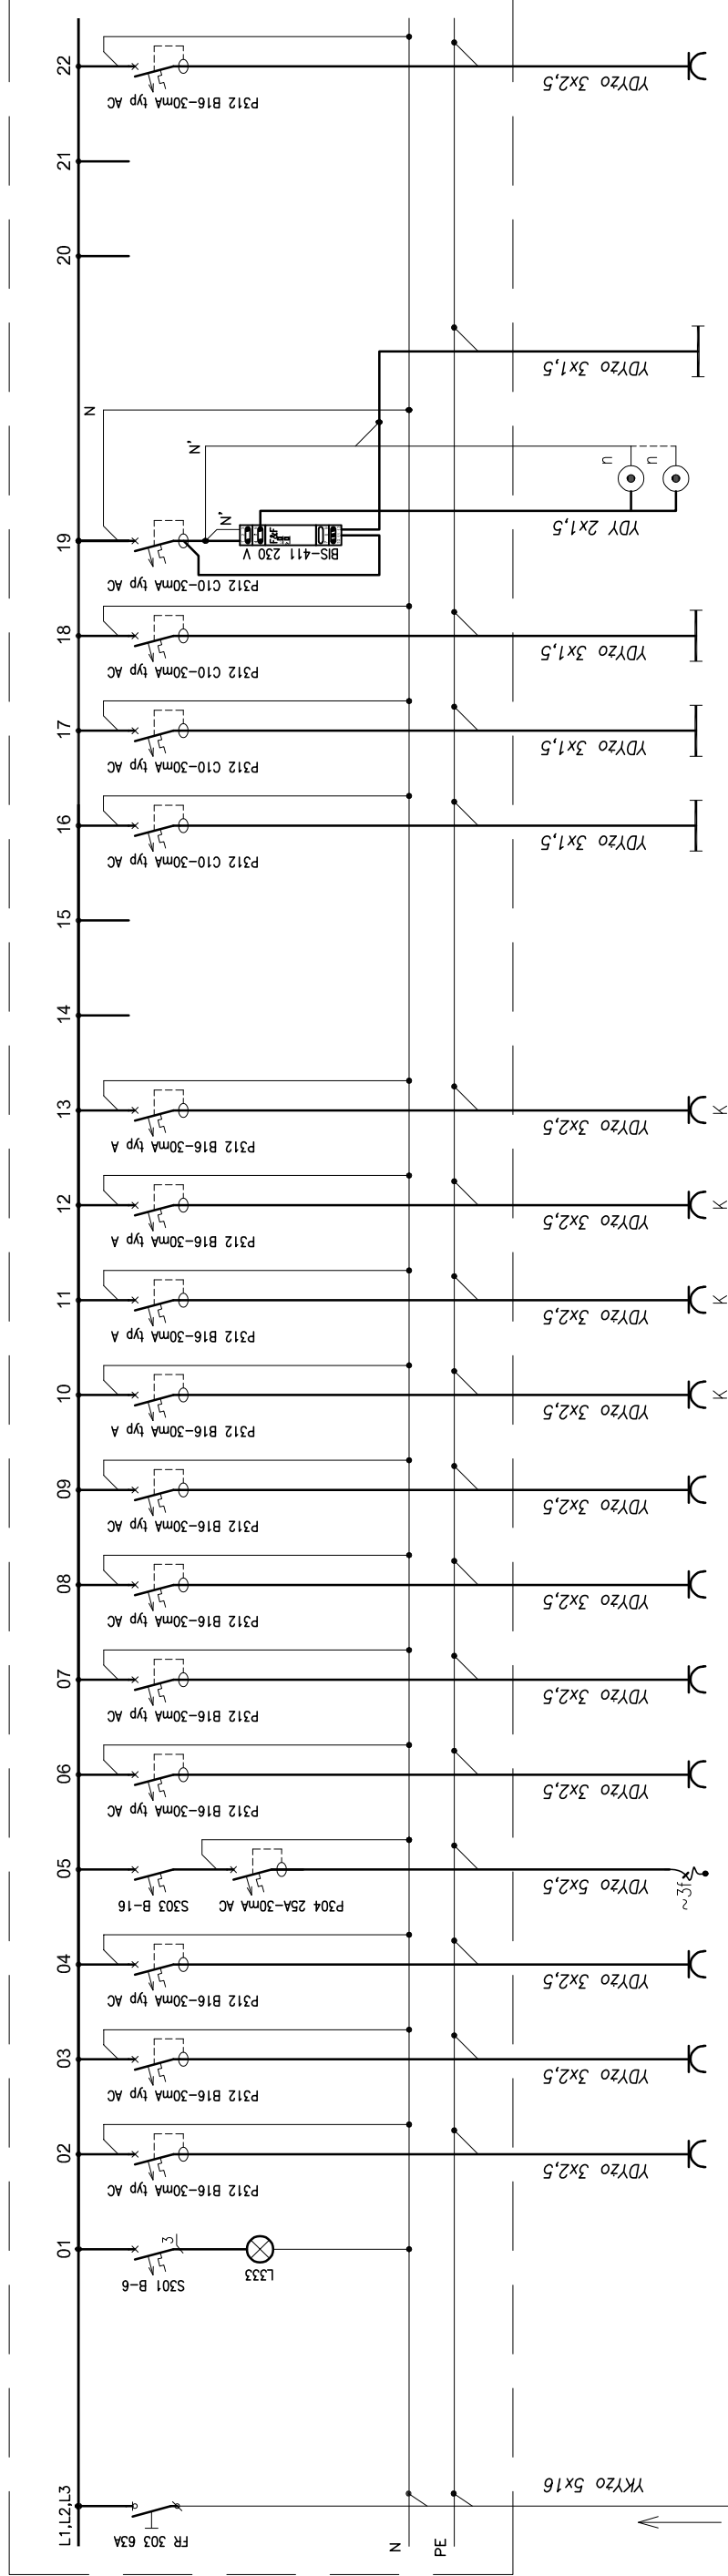 22
P312 B16-30mA typ AC
YDYżo 3x2,5
21
20
YDYżo 3x1,5
N
N'
n
n
N'
19
F&F
BIS-411 230 V
YDY 2x1,5
P312 C10-30mA typ AC
18
P312 C10-30mA typ AC
YDYżo 3x1,5
17
P312 C10-30mA typ AC
YDYżo 3x1,5
16
P312 C10-30mA typ AC
YDYżo 3x1,5
15
14
13
P312 B16-30mA typ A
YDYżo 3x2,5
K
12
P312 B16-30mA typ A
YDYżo 3x2,5
K
11
P312 B16-30mA typ A
YDYżo 3x2,5
K
10
P312 B16-30mA typ A
YDYżo 3x2,5
K
09
P312 B16-30mA typ AC
YDYżo 3x2,5
08
P312 B16-30mA typ AC
YDYżo 3x2,5
07
P312 B16-30mA typ AC
YDYżo 3x2,5
06
P312 B16-30mA typ AC
YDYżo 3x2,5
05
S303 B-16
P304 25A-30mA AC
YDYżo 5x2,5
~3f
04
P312 B16-30mA typ AC
YDYżo 3x2,5
03
P312 B16-30mA typ AC
YDYżo 3x2,5
02
P312 B16-30mA typ AC
YDYżo 3x2,5
01
3
S301 B-6
L333
L1,L2,L3
FR 303 63A
N
PE
YKYżo 5x16